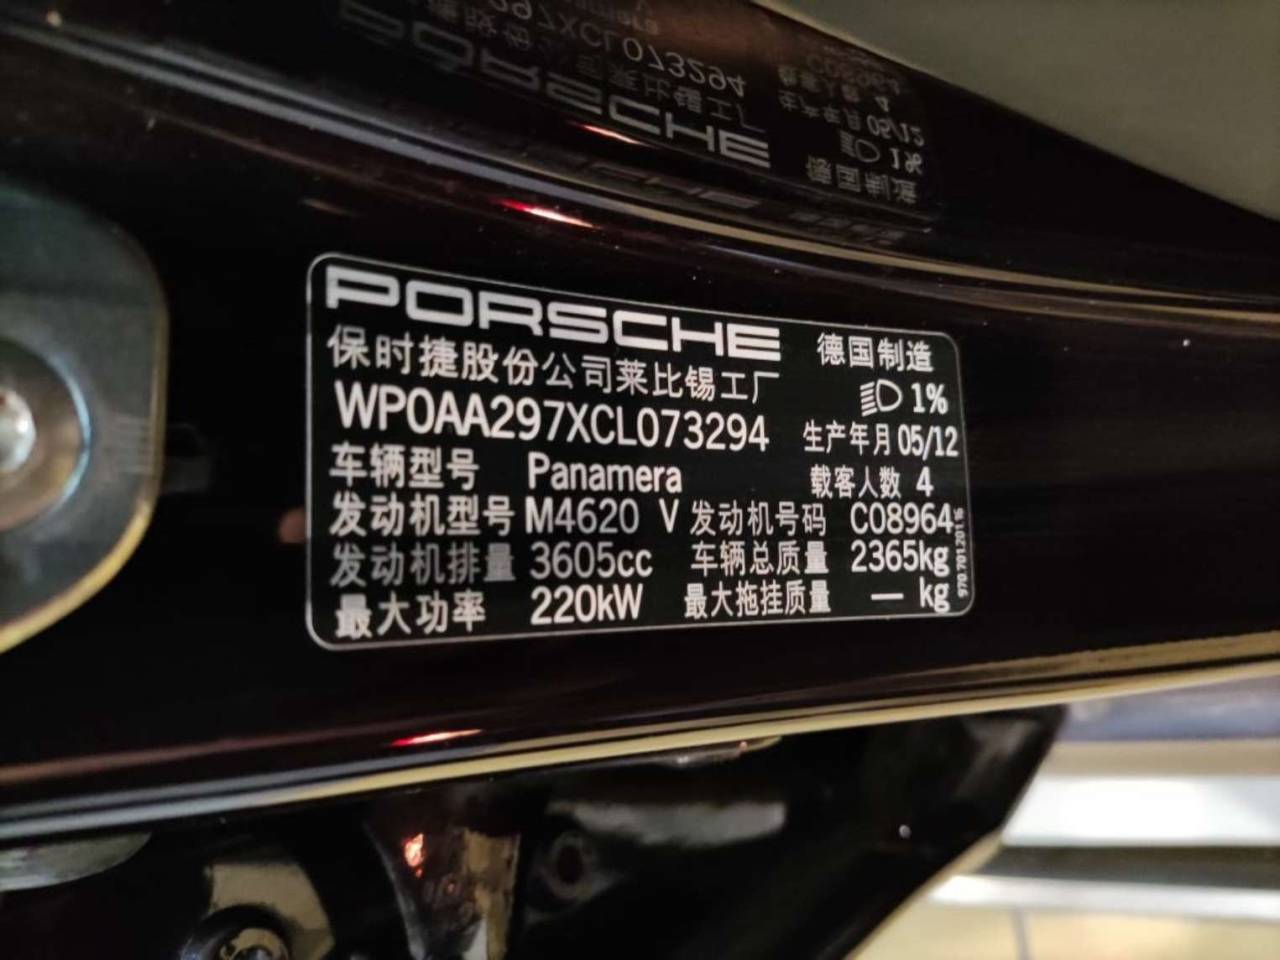 PORSCHE 德国制造
保时捷股份公司莱比锡工厂 1%
WP0AA297XCL073294 生产年月 05/12
车辆型号 Panamera 载客人数 4
发动机型号 M4620 V 发动机号码 C08964
发动机排量 3605cc 车辆总质量 2365kg
最大功率 220kW 最大拖挂质量 — kg
970.701.201.16